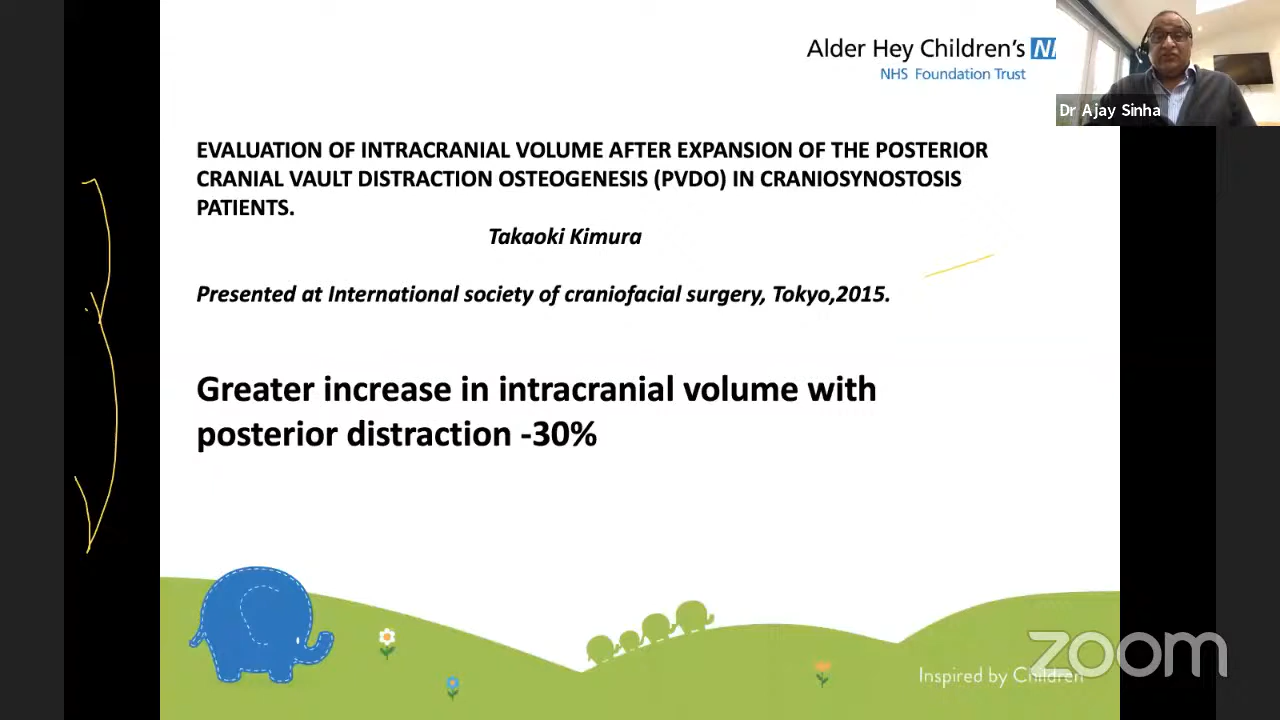 Alder Hey Children's
NHS Foundation Trust
Dr Ajay Sinha
EVALUATION OF INTRACRANIAL VOLUME AFTER EXPANSION OF THE POSTERIOR
CRANIAL VAULT DISTRACTION OSTEOGENESIS (PVDO) IN CRANIOSYNOSTOSIS
PATIENTS.
Takaoki Kimura
Presented at International society of craniofacial surgery, Tokyo,2015.
Greater increase in intracranial volume with
posterior distraction -30%
Inspired by Children
zoom